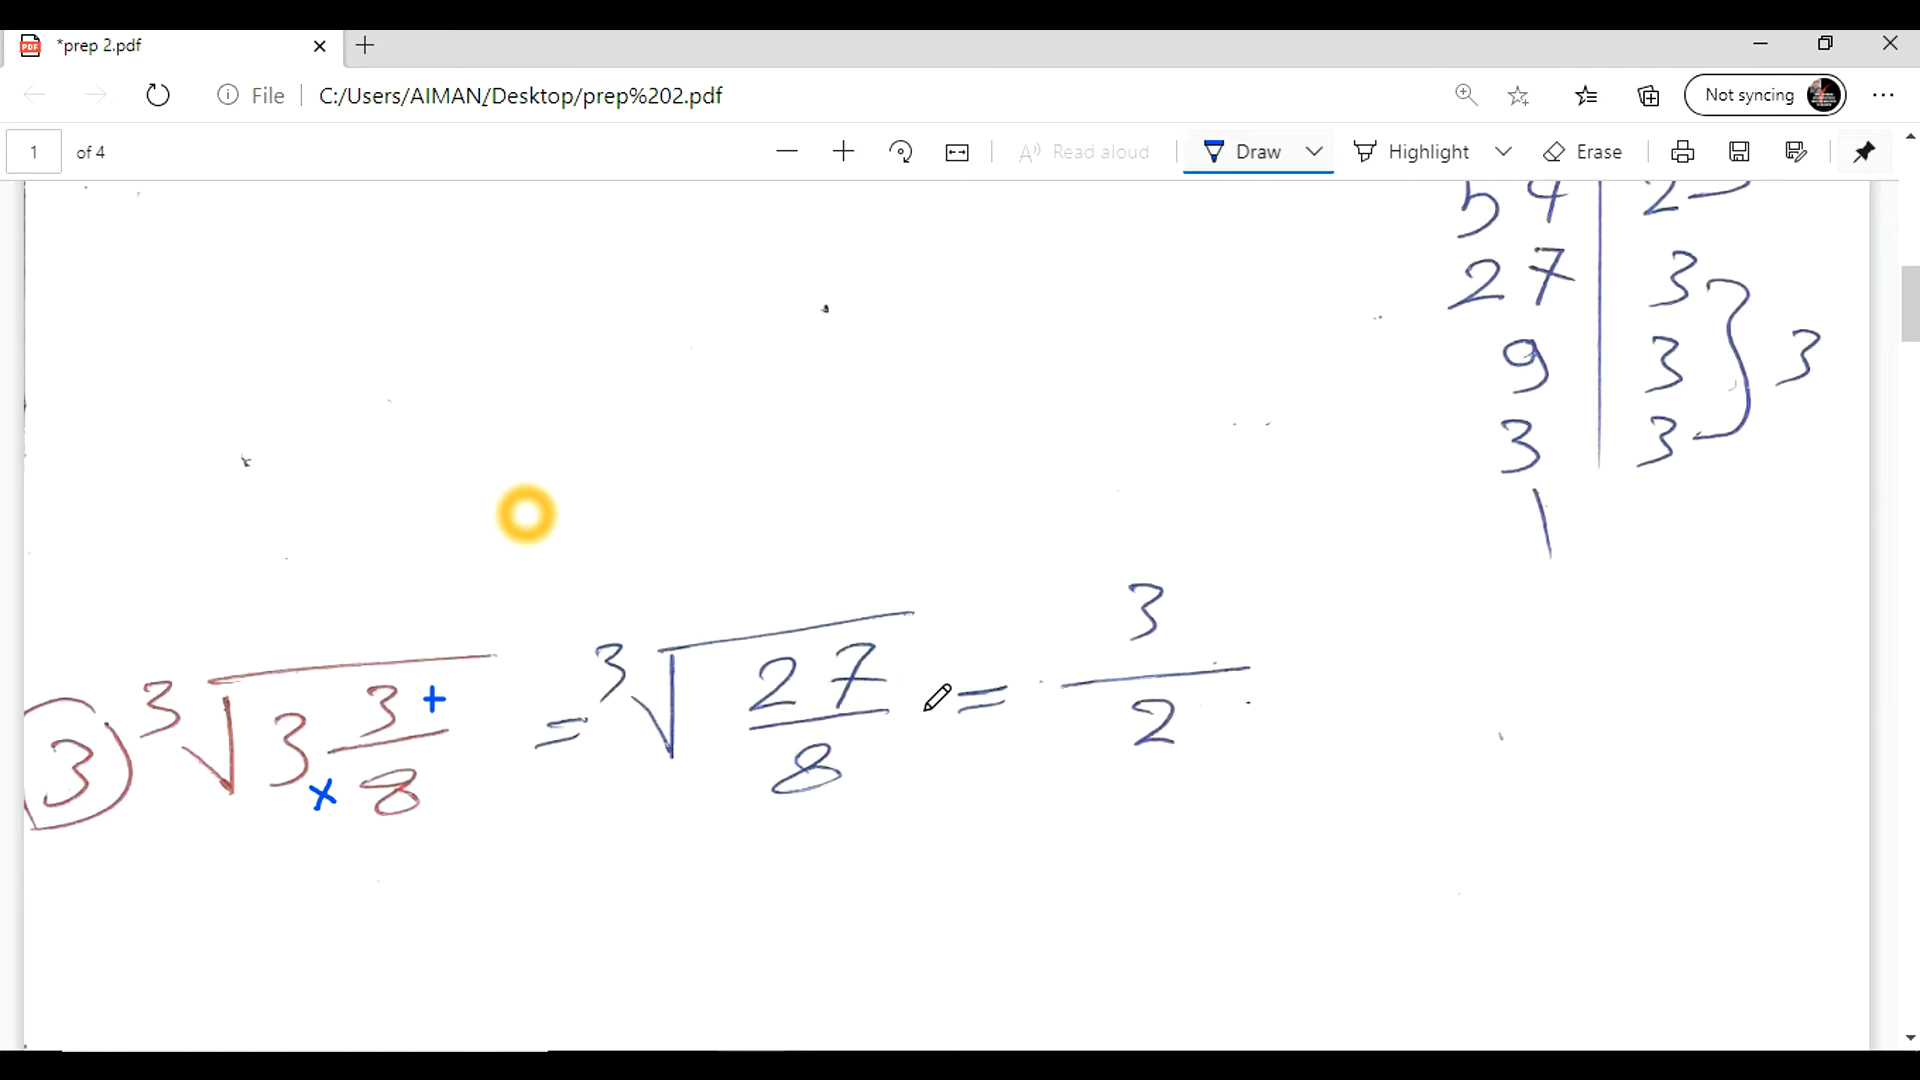 *prep 2.pdf
File C:/Users/AIMAN/Desktop/prep%202.pdf Not syncing
1 of 4 Read aloud Draw Highlight Erase
54 | 2
27 | 3
9 | 3 } 3
3 | 3
1
③ ∛(3 3/8) + × = ∛(27/8) = 3/2